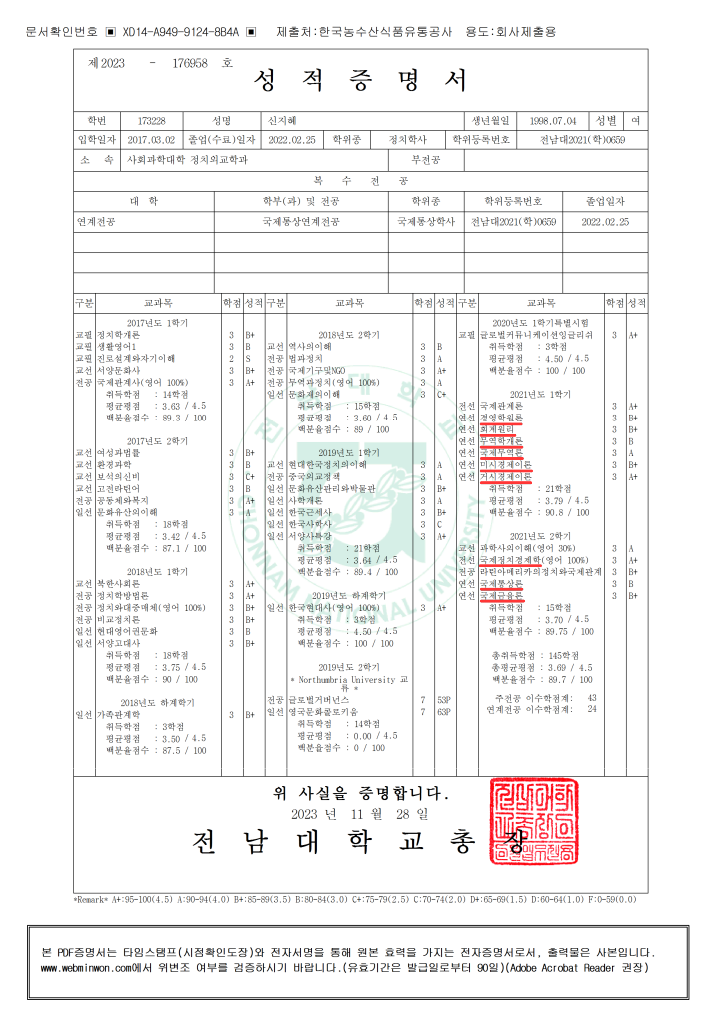 문서확인번호 ▣ XD14-A949-9124-8B4A ▣ 제출처:한국농수산식품유통공사 용도:회사제출용
제 2023 - 176958 호
성 적 증 명 서
학번 173228 성명 신지혜 생년월일 1998.07.04 성별 여
입학일자 2017.03.02 졸업(수료)일자 2022.02.25 학위종 정치학사 학위등록번호 전남대2021(학)0659
소 속 사회과학대학 정치외교학과 부전공
복 수 전 공
대 학 학부(과) 및 전공 학위종 학위등록번호 졸업일자
연계전공 국제통상연계전공 국제통상학사 전남대2021(학)0659 2022.02.25
구분 교과목 학점 성적 구분 교과목 학점 성적 구분 교과목 학점 성적
2017년도 1학기
교필 정치학개론 3 B+
교필 생활영어1 3 B
교필 진로설계와자기이해 2 S
교선 서양문화사 3 B+
전공 국제관계사(영어 100%) 3 A+
취득학점 : 14학점
평균평점 : 3.63 / 4.5
백분율점수 : 89.3 / 100
2017년도 2학기
교선 여성과법률 3 B+
교선 환경과학 3 B
교선 보석의신비 3 C+
교선 고전라틴어 3 B
전공 공동체와복지 3 A+
일선 문화유산의이해 3 A
취득학점 : 18학점
평균평점 : 3.42 / 4.5
백분율점수 : 87.1 / 100
2018년도 1학기
교선 북한사회론 3 A+
전공 정치학방법론 3 A+
전공 정치와대중매체(영어 100%) 3 B+
전공 비교정치론 3 B+
일선 현대영어권문화 3 B
일선 서양고대사 3 B+
취득학점 : 18학점
평균평점 : 3.75 / 4.5
백분율점수 : 90 / 100
2018년도 하계학기
일선 가족관계학 3 B+
취득학점 : 3학점
평균평점 : 3.50 / 4.5
백분율점수 : 87.5 / 100
2018년도 2학기
교선 역사의이해 3 B
전공 법과정치 3 A
전공 국제기구및NGO 3 A+
전공 무역과정치(영어 100%) 3 A
일선 문화재의이해 3 C+
취득학점 : 15학점
평균평점 : 3.60 / 4.5
백분율점수 : 89 / 100
2019년도 1학기
교선 현대한국정치의이해 3 A
전공 중국외교정책 3 A
일선 문화유산관리와박물관 3 B+
일선 사학개론 3 A
일선 한국근세사 3 B+
일선 한국사학사 3 C
일선 서양사특강 3 A+
취득학점 : 21학점
평균평점 : 3.64 / 4.5
백분율점수 : 89.4 / 100
2019년도 하계학기
일선 한국현대사(영어 100%) 3 A+
취득학점 : 3학점
평균평점 : 4.50 / 4.5
백분율점수 : 100 / 100
2019년도 2학기
* Northumbria University 교
류 *
전공 글로벌거버넌스 7 53P
일선 영국문화콜로키움 7 63P
취득학점 : 14학점
평균평점 : 0.00 / 4.5
백분율점수 : 0 / 100
2020년도 1학기특별시험
교필 글로벌커뮤니케이션잉글리쉬 3 A+
취득학점 : 3학점
평균평점 : 4.50 / 4.5
백분율점수 : 100 / 100
2021년도 1학기
전선 국제관계론 3 A+
연선 경영학원론 3 B+
연선 회계원리 3 B+
연선 무역학개론 3 B
연선 국제무역론 3 A
연선 미시경제이론 3 B+
연선 거시경제이론 3 A+
취득학점 : 21학점
평균평점 : 3.79 / 4.5
백분율점수 : 90.8 / 100
2021년도 2학기
교선 과학사의이해(영어 30%) 3 A
전선 국제정치경제학(영어 100%) 3 A+
전공 라틴아메리카의정치와국제관계 3 B+
연선 국제통상론 3 B
연선 국제금융론 3 B+
취득학점 : 15학점
평균평점 : 3.70 / 4.5
백분율점수 : 89.75 / 100
총취득학점 : 145학점
총평균평점 : 3.69 / 4.5
백분율점수 : 89.7 / 100
주전공 이수학점계: 43
연계전공 이수학점계: 24
전 남 대 학 교
CHONNAM NATIONAL UNIVERSITY
위 사실을 증명합니다.
2023 년 11 월 28 일
전 남 대 학 교 총 장
*Remark* A+:95-100(4.5) A:90-94(4.0) B+:85-89(3.5) B:80-84(3.0) C+:75-79(2.5) C:70-74(2.0) D+:65-69(1.5) D:60-64(1.0) F:0-59(0.0)
본 PDF증명서는 타임스탬프(시점확인도장)와 전자서명을 통해 원본 효력을 가지는 전자증명서로서, 출력물은 사본입니다.
www.webminwon.com에서 위변조 여부를 검증하시기 바랍니다.(유효기간은 발급일로부터 90일)(Adobe Acrobat Reader 권장)